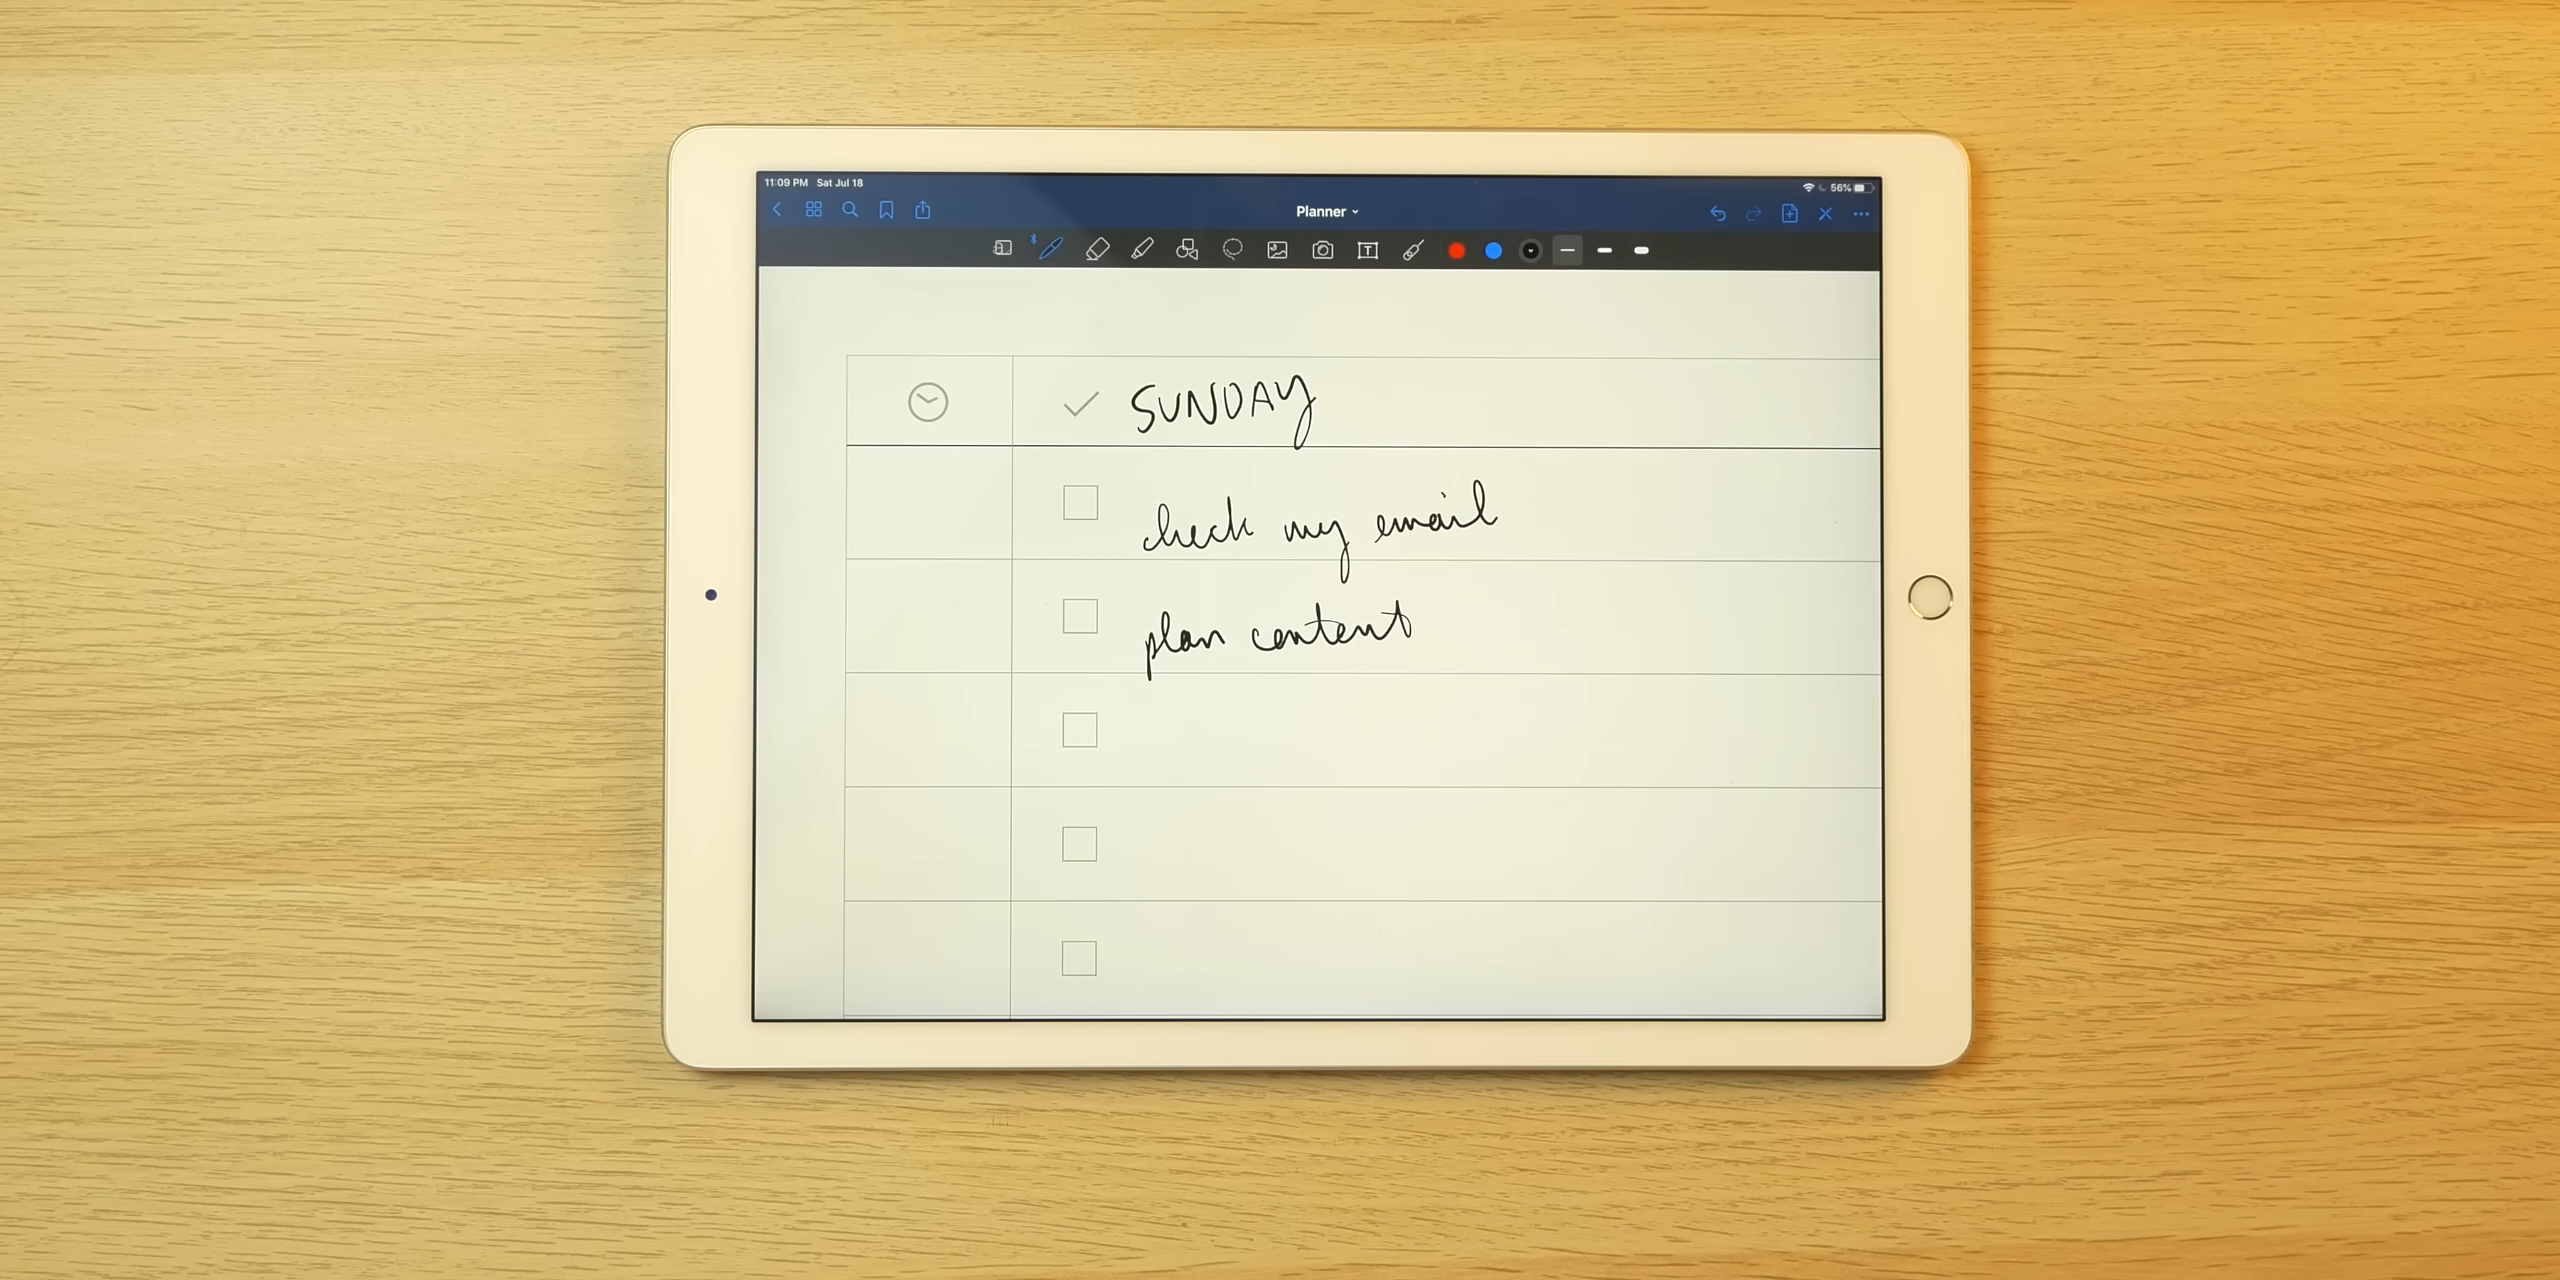 11:09 PM Sat Jul 18
56%
Planner
T
SUNDAY
check my email
plan content